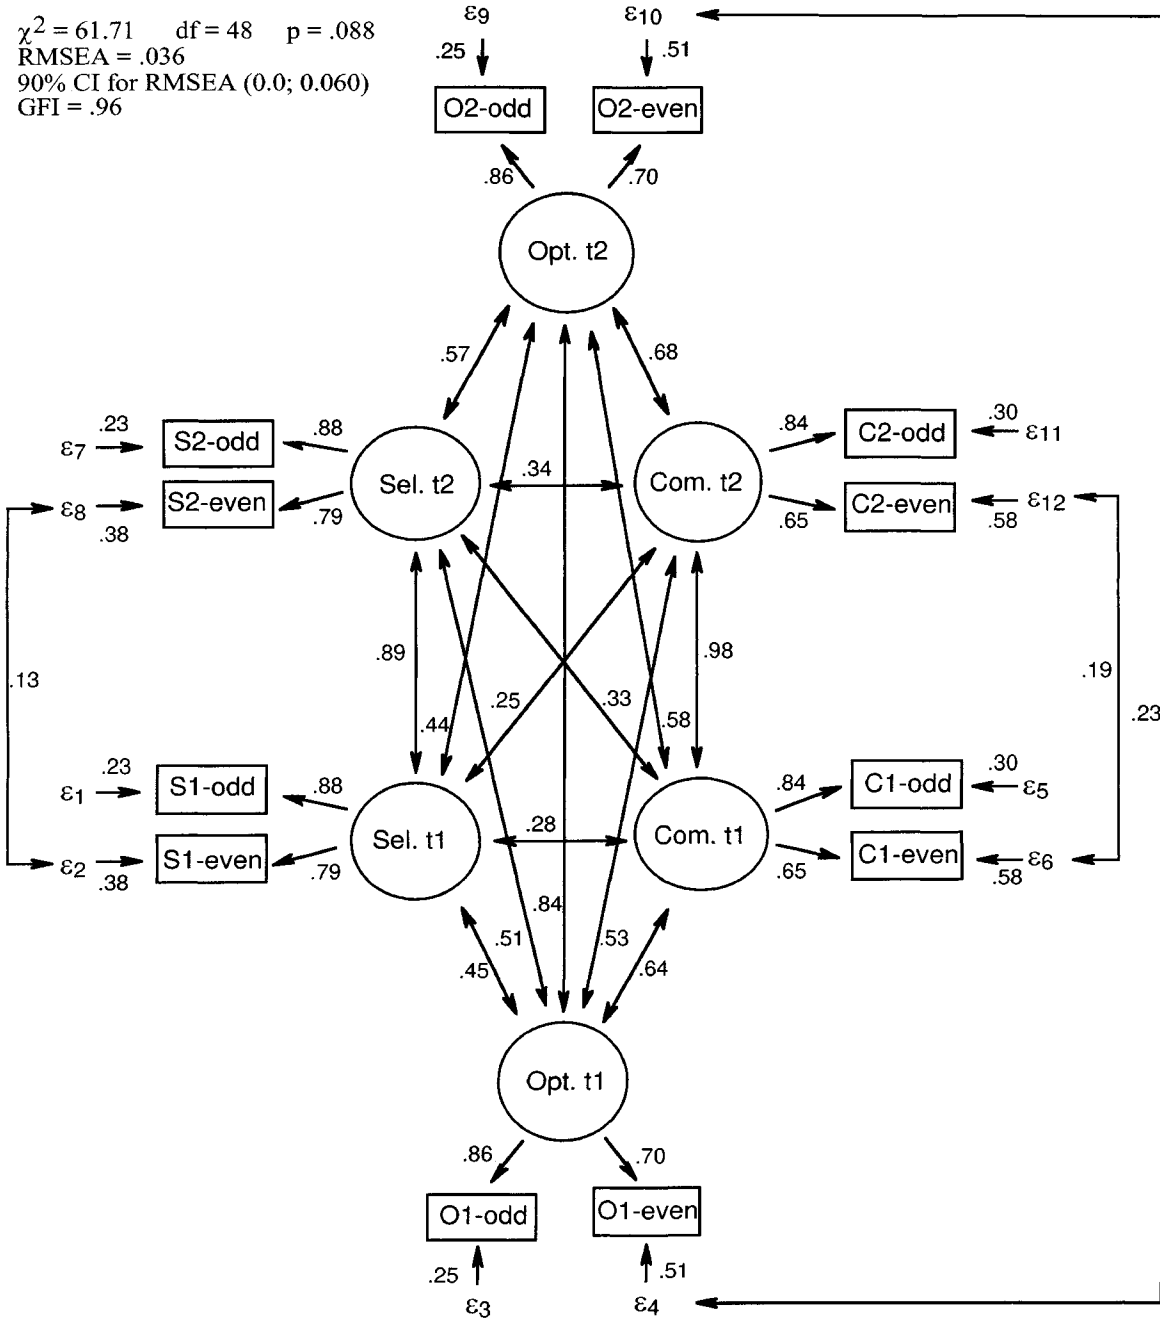 χ² = 61.71 df = 48 p = .088
RMSEA = .036
90% CI for RMSEA (0.0; 0.060)
GFI = .96
ε9 ε10
.25 .51
O2-odd O2-even
.86 .70
Opt. t2
.57 .68
.23 S2-odd .88 .84 C2-odd .30
ε7 ε11
Sel. t2 .34 Com. t2
ε8 S2-even C2-even ε12
.38 .79 .65 .58
.89 .98
.13 .19
.44 .25 .33 .58 .23
.23 S1-odd .88 .84 C1-odd .30
ε1 ε5
Sel. t1 .28 Com. t1
ε2 S1-even C1-even ε6
.38 .79 .65 .58
.51 .84 .53
.45 .64
Opt. t1
.86 .70
O1-odd O1-even
.25 .51
ε3 ε4